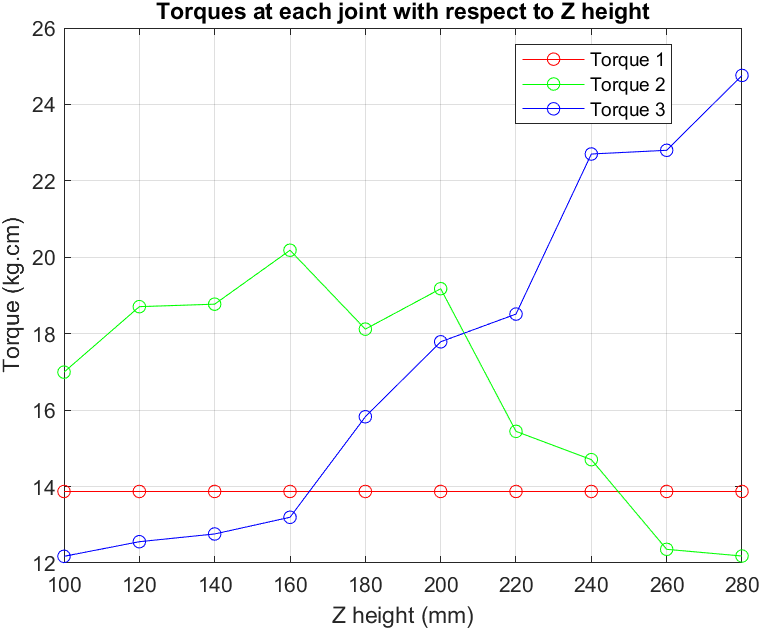 Torques at each joint with respect to Z height
Torque 1
Torque 2
Torque 3
Torque (kg.cm)
26
24
22
20
18
16
14
12
100 120 140 160 180 200 220 240 260 280
Z height (mm)